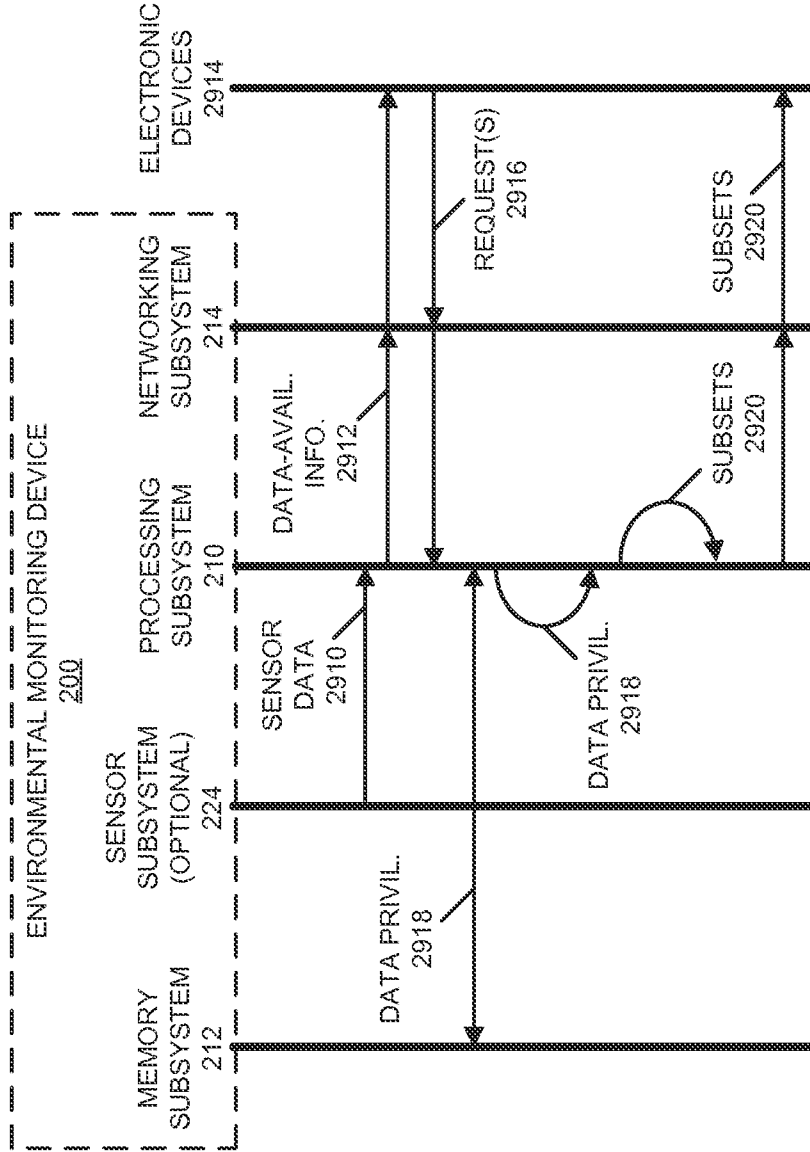 ENVIRONMENTAL MONITORING DEVICE
200
MEMORY
SUBSYSTEM
212
SENSOR
SUBSYSTEM
(OPTIONAL)
224
PROCESSING
SUBSYSTEM
210
NETWORKING
SUBSYSTEM
214
ELECTRONIC
DEVICES
2914
SENSOR
DATA
2910
DATA-AVAIL.
INFO.
2912
REQUEST(S)
2916
DATA PRIVIL.
2918
DATA PRIVIL.
2918
SUBSETS
2920
SUBSETS
2920